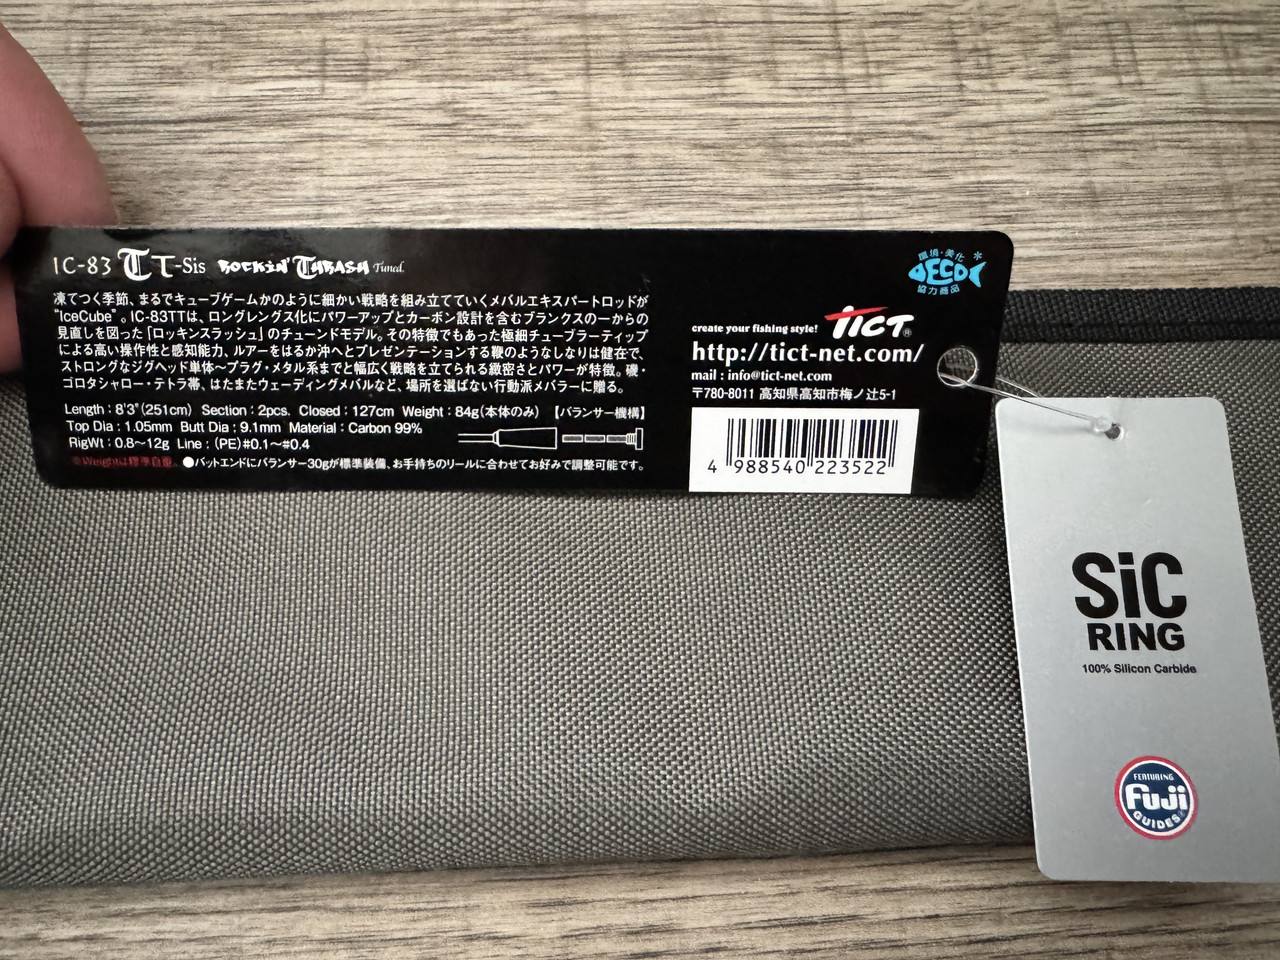 IC-83 TT-Sis ROCKIN' THRASH Tuned.
凍てつく季節、まるでキューブゲームかのように細かい戦略を組み立てていくメバルエキスパートロッドが
"IceCube"。IC-83TTは、ロングレングス化にパワーアップとカーボン設計を含むブランクスの一からの
見直しを図った「ロッキンスラッシュ」のチューンドモデル。その特徴でもあった極細チューブラーティップ
による高い操作性と感知能力、ルアーをはるか沖へとプレゼンテーションする鞭のようなしなりは健在で、
ストロングなジグヘッド単体〜プラグ・メタル系までと幅広く戦略を立てられる緻密さとパワーが特徴。磯・
ゴロタシャロー・テトラ帯、はたまたウェーディングメバルなど、場所を選ばない行動派メバラーに贈る。
Length : 8'3"(251cm) Section : 2pcs. Closed : 127cm Weight : 84g(本体のみ) 【バランサー機構】
Top Dia : 1.05mm Butt Dia : 9.1mm Material : Carbon 99%
RigWt : 0.8〜12g Line : (PE)#0.1〜#0.4
※Weightは標準自重。 ●バットエンドにバランサー30gが標準装備、お手持ちのリールに合わせてお好みで調整可能です。
環境・美化
ECO
協力商品
create your fishing style! TICT®
http://tict-net.com/
mail : info@tict-net.com
〒780-8011 高知県高知市梅ノ辻5-1
4 988540 223522
SiC
RING
100% Silicon Carbide
FEATURING
Fuji
GUIDES